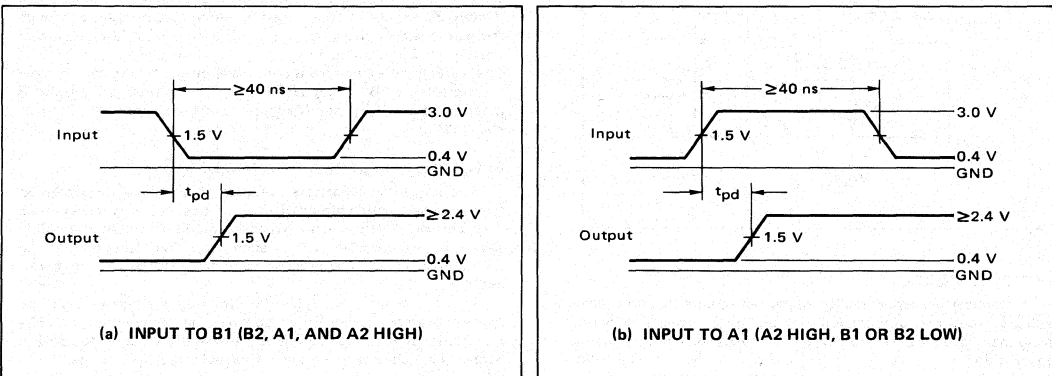 ≥40 ns
3.0 V
Input
1.5 V
0.4 V
GND
tpd
≥2.4 V
Output
1.5 V
0.4 V
GND
(a) INPUT TO B1 (B2, A1, AND A2 HIGH)
≥40 ns
3.0 V
Input
1.5 V
0.4 V
GND
tpd
≥2.4 V
Output
1.5 V
0.4 V
GND
(b) INPUT TO A1 (A2 HIGH, B1 OR B2 LOW)